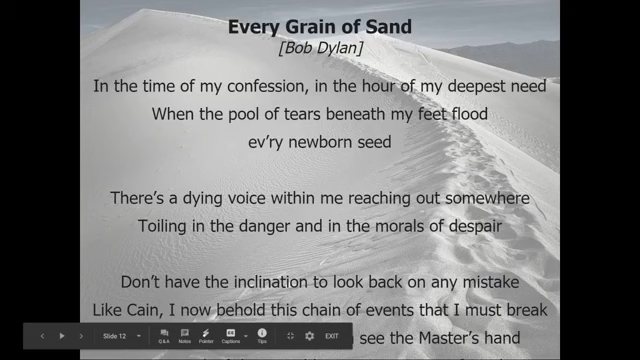 Every Grain of Sand
[Bob Dylan]
In the time of my confession, in the hour of my deepest need
When the pool of tears beneath my feet flood
ev'ry newborn seed
There's a dying voice within me reaching out somewhere
Toiling in the danger and in the morals of despair
Don't have the inclination to look back on any mistake
Like Cain, I now behold this chain of events that I must break
see the Master's hand
Slide 12
Q&A
Notes
Pointer
Captions
Tips
EXIT